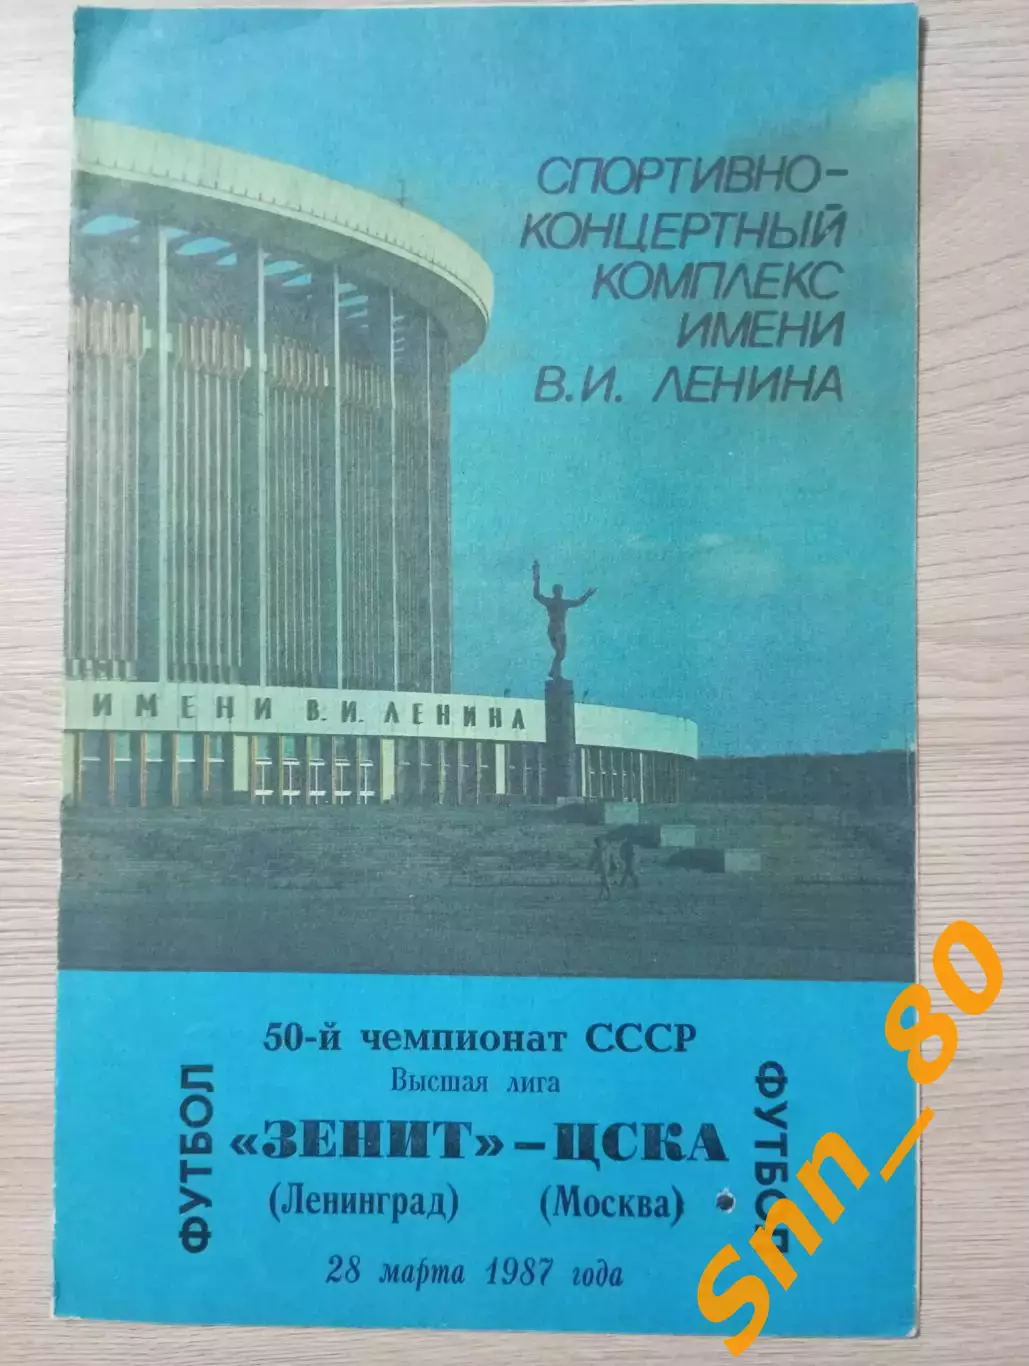 СПОРТИВНО-
КОНЦЕРТНЫЙ
КОМПЛЕКС
ИМЕНИ
В.И. ЛЕНИНА
ИМЕНИ В.И. ЛЕНИНА
50-й чемпионат СССР
Высшая лига
ФУТБОЛ
«ЗЕНИТ» – ЦСКА
(Ленинград) (Москва)
ФУТБОЛ
28 марта 1987 года
Snn_80